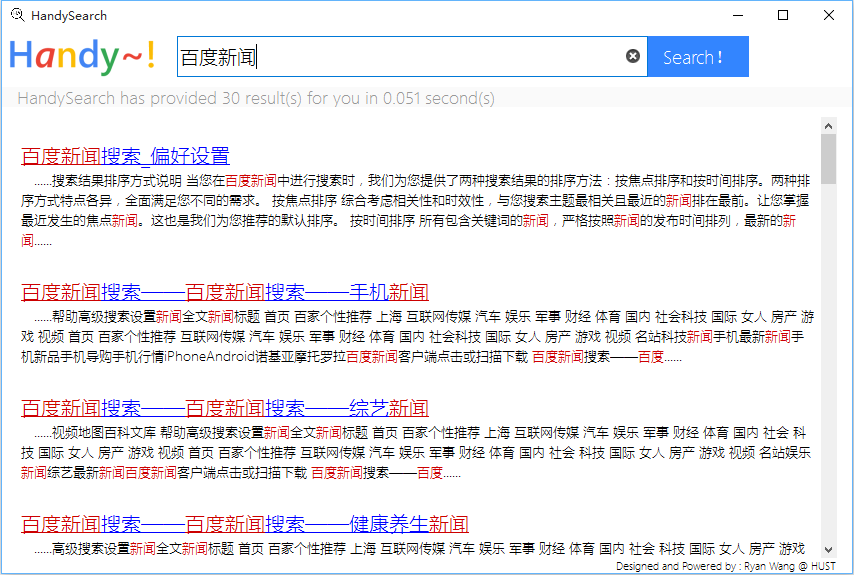 HandySearch
Handy~!
百度新闻
Search!
HandySearch has provided 30 result(s) for you in 0.051 second(s)
百度新闻搜索_偏好设置
......搜索结果排序方式说明 当您在百度新闻中进行搜索时，我们为您提供了两种搜索结果的排序方法：按焦点排序和按时间排序。两种排
序方式特点各异，全面满足您不同的需求。 按焦点排序 综合考虑相关性和时效性，与您搜索主题最相关且最近的新闻排在最前。让您掌握
最近发生的焦点新闻。这也是我们为您推荐的默认排序。 按时间排序 所有包含关键词的新闻，严格按照新闻的发布时间排列，最新的新
闻......
百度新闻搜索——百度新闻搜索——手机新闻
......帮助高级搜索设置新闻全文新闻标题 首页 百家个性推荐 上海 互联网传媒 汽车 娱乐 军事 财经 体育 国内 社会科技 国际 女人 房产 游
戏 视频 首页 百家个性推荐 互联网传媒 汽车 娱乐 军事 财经 体育 国内 社会科技 国际 女人 房产 游戏 视频 名站科技新闻手机最新新闻手
机新品手机导购手机行情iPhoneAndroid诺基亚摩托罗拉百度新闻客户端点击或扫描下载 百度新闻搜索——百度......
百度新闻搜索——百度新闻搜索——综艺新闻
......视频地图百科文库 帮助高级搜索设置新闻全文新闻标题 首页 百家个性推荐 上海 互联网传媒 汽车 娱乐 军事 财经 体育 国内 社会 科
技 国际 女人 房产 游戏 视频 首页 百家个性推荐 互联网传媒 汽车 娱乐 军事 财经 体育 国内 社会 科技 国际 女人 房产 游戏 视频 名站娱乐
新闻综艺最新新闻百度新闻客户端点击或扫描下载 百度新闻搜索——百度......
百度新闻搜索——百度新闻搜索——健康养生新闻
......高级搜索设置新闻全文新闻标题 首页 百家个性推荐 上海 互联网传媒 汽车 娱乐 军事 财经 体育 国内 社会 科技 国际 女人 房产 游戏
Designed and Powered by : Ryan Wang @ HUST